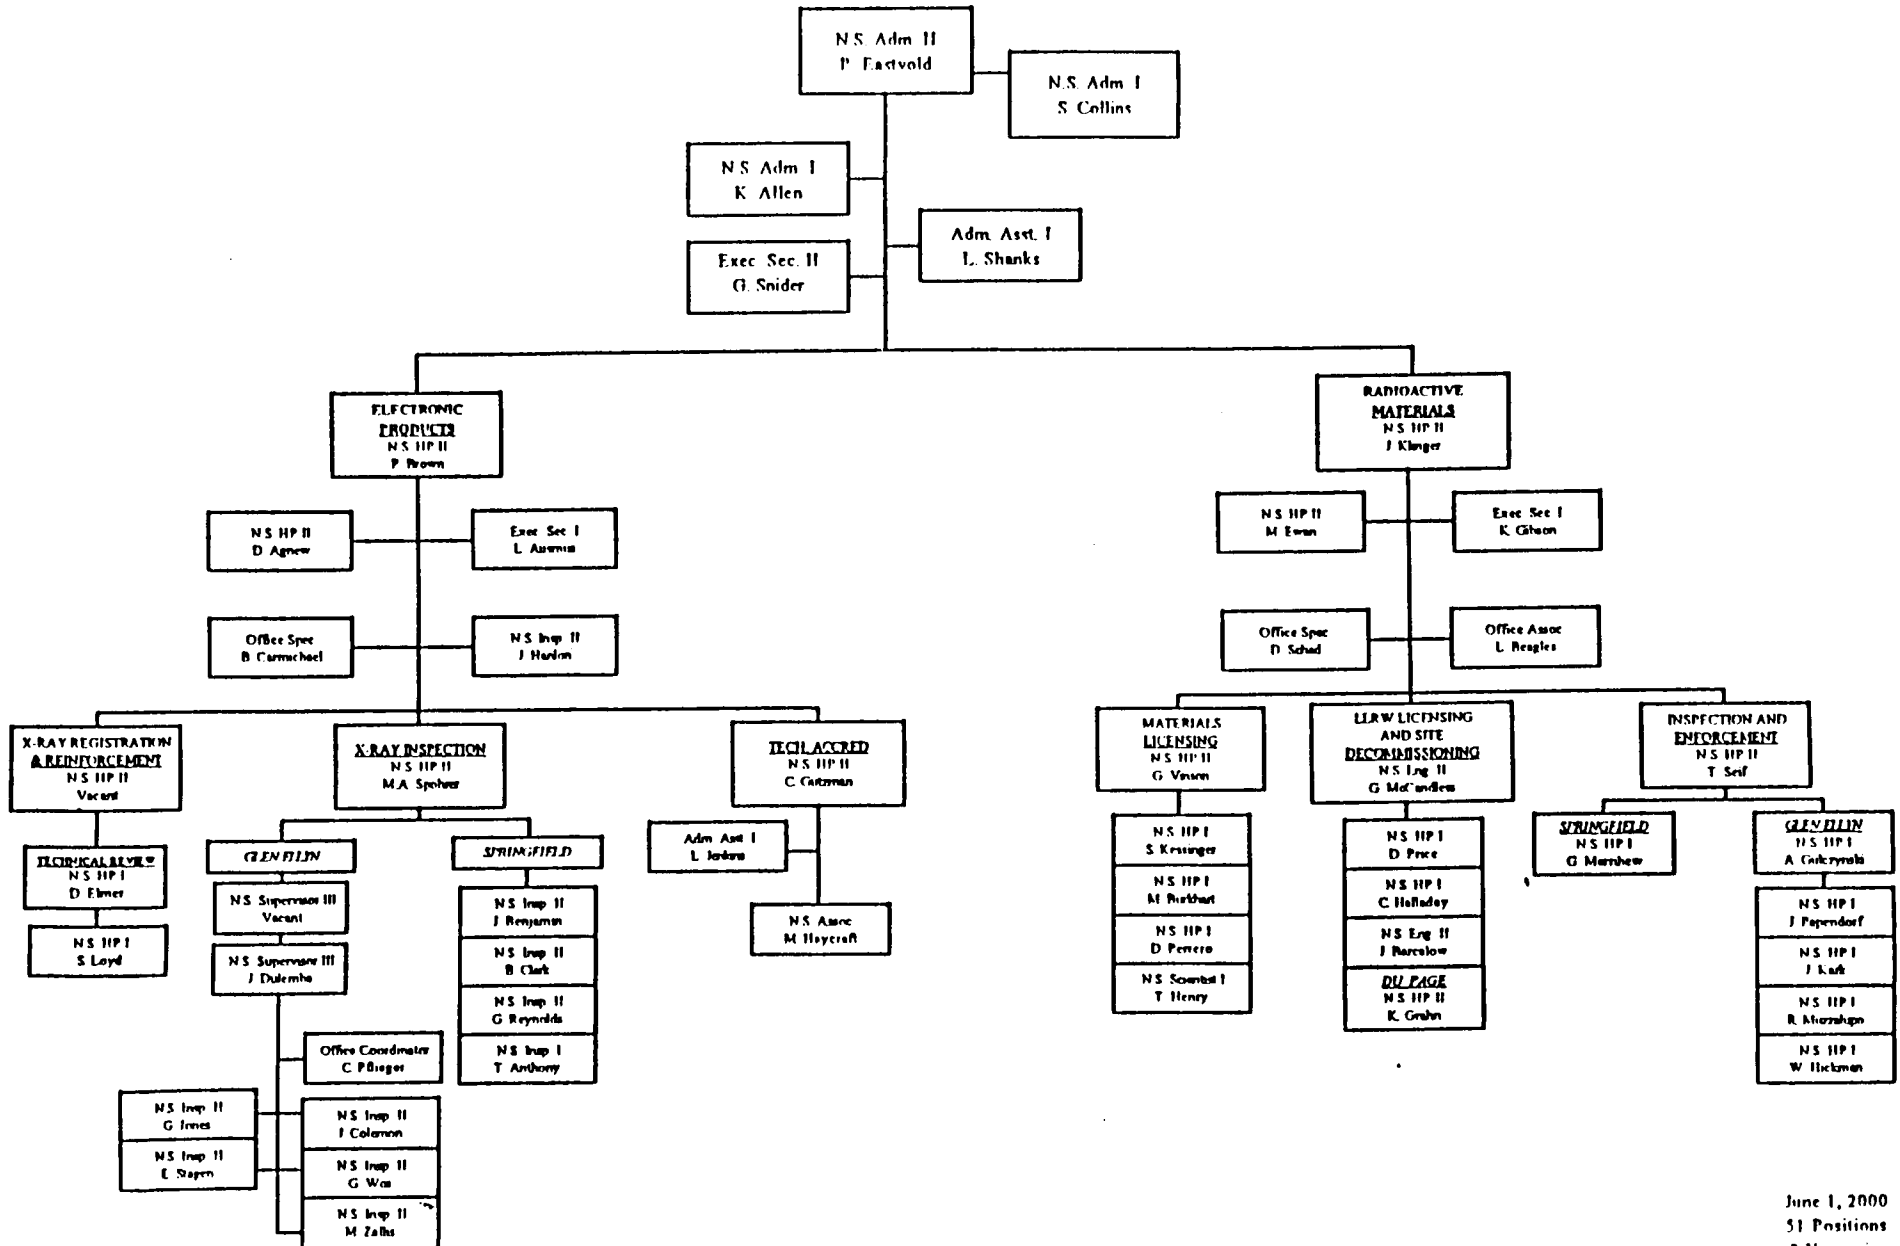 N.S. Adm. II
P. Eastvold
N.S. Adm. I
S. Collins
N.S. Adm. I
K. Allen
Adm. Asst. I
L. Shanks
Exec. Sec. II
G. Snider
ELECTRONIC
PRODUCTS
N.S. HP II
P. Brown
RADIOACTIVE
MATERIALS
N.S. HP II
J. Klinger
N.S. HP II
D. Agnew
Exec. Sec. I
L.
N.S. HP II
M. Ewan
Exec. Sec. I
K. Gibson
Office Spec
B. Carmichael
N.S. Insp. II
J.
Office Spec
D. Schad
Office Assoc
L. Beagles
X-RAY REGISTRATION
& REINFORCEMENT
N.S. HP II
Vacant
X-RAY INSPECTION
N.S. HP II
M.A. Spohrer
TECH. ACCRED
N.S. HP II
C. Gutzman
MATERIALS
LICENSING
N.S. HP II
G. Vinson
LLRW LICENSING
AND SITE
DECOMMISSIONING
N.S. Eng II
G. McCandless
INSPECTION AND
ENFORCEMENT
N.S. HP II
T. Seif
TECHNICAL REVIEW
N.S. HP I
D. Elmer
N.S. HP I
S. Loyd
GLEN ELLYN
N.S. Supervisor III
Vacant
N.S. Supervisor III
J. Dulemba
Office Coordinator
C. Pflieger
N.S. Insp II
G. Innes
N.S. Insp II
E.
N.S. Insp II
J. Coleman
N.S. Insp II
G.
N.S. Insp II
M.
SPRINGFIELD
N.S. Insp II
J. Benjamin
N.S. Insp II
B. Clark
N.S. Insp II
G. Reynolds
N.S. Insp I
T. Anthony
Adm Asst I
L. Jenkins
N.S. Assoc
M. Haycraft
N.S. HP I
S. Kessinger
N.S. HP I
M. Burkhart
N.S. HP I
D. Perrero
N.S. Scientist I
T. Henry
N.S. HP I
D. Price
N.S. HP I
C. Halladay
N.S. Eng II
J. Barcalow
DU PAGE
N.S. HP II
K. Grahn
SPRINGFIELD
N.S. HP I
G.
GLEN ELLYN
N.S. HP I
A. Gulczynski
N.S. HP I
J. Papendorf
N.S. HP I
J.
N.S. HP I
R.
N.S. HP I
W. Hickman
June 1, 2000
51 Positions